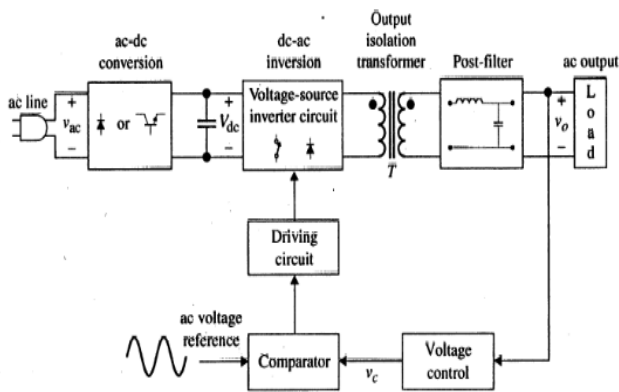 Output
ac-dc
dc-ac
isolation
conversion
inversion
transformer
Post-filter
ac output
ac line
+
v_ac
−
or
+
V_dc
−
Voltage-source
inverter circuit
T
+
v_o
−
L
o
a
d
Driving
circuit
ac voltage
reference
Comparator
v_c
Voltage
control